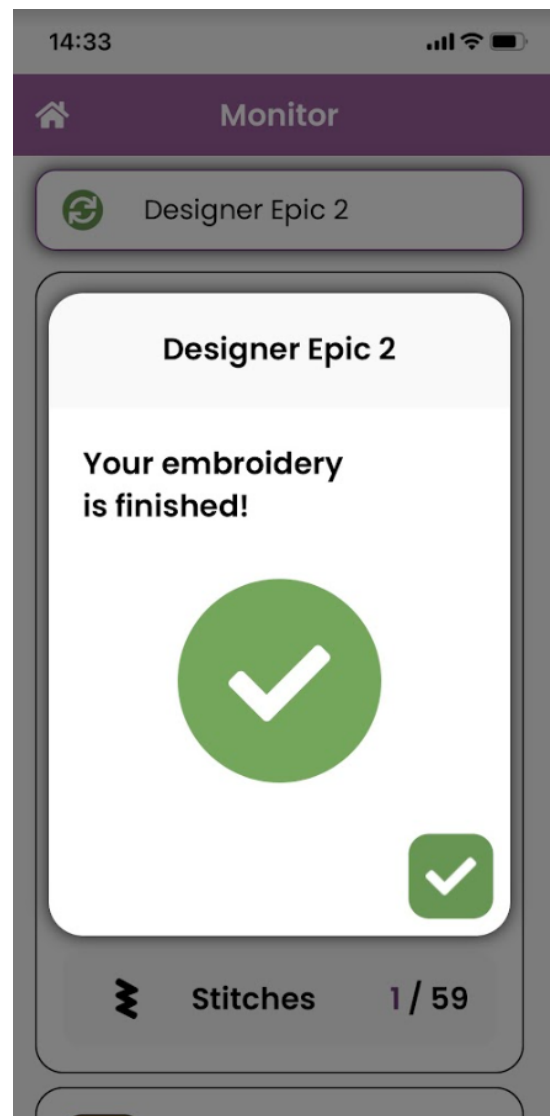 14:33
Monitor
Designer Epic 2
Designer Epic 2
Your embroidery
is finished!
Stitches 1 / 59